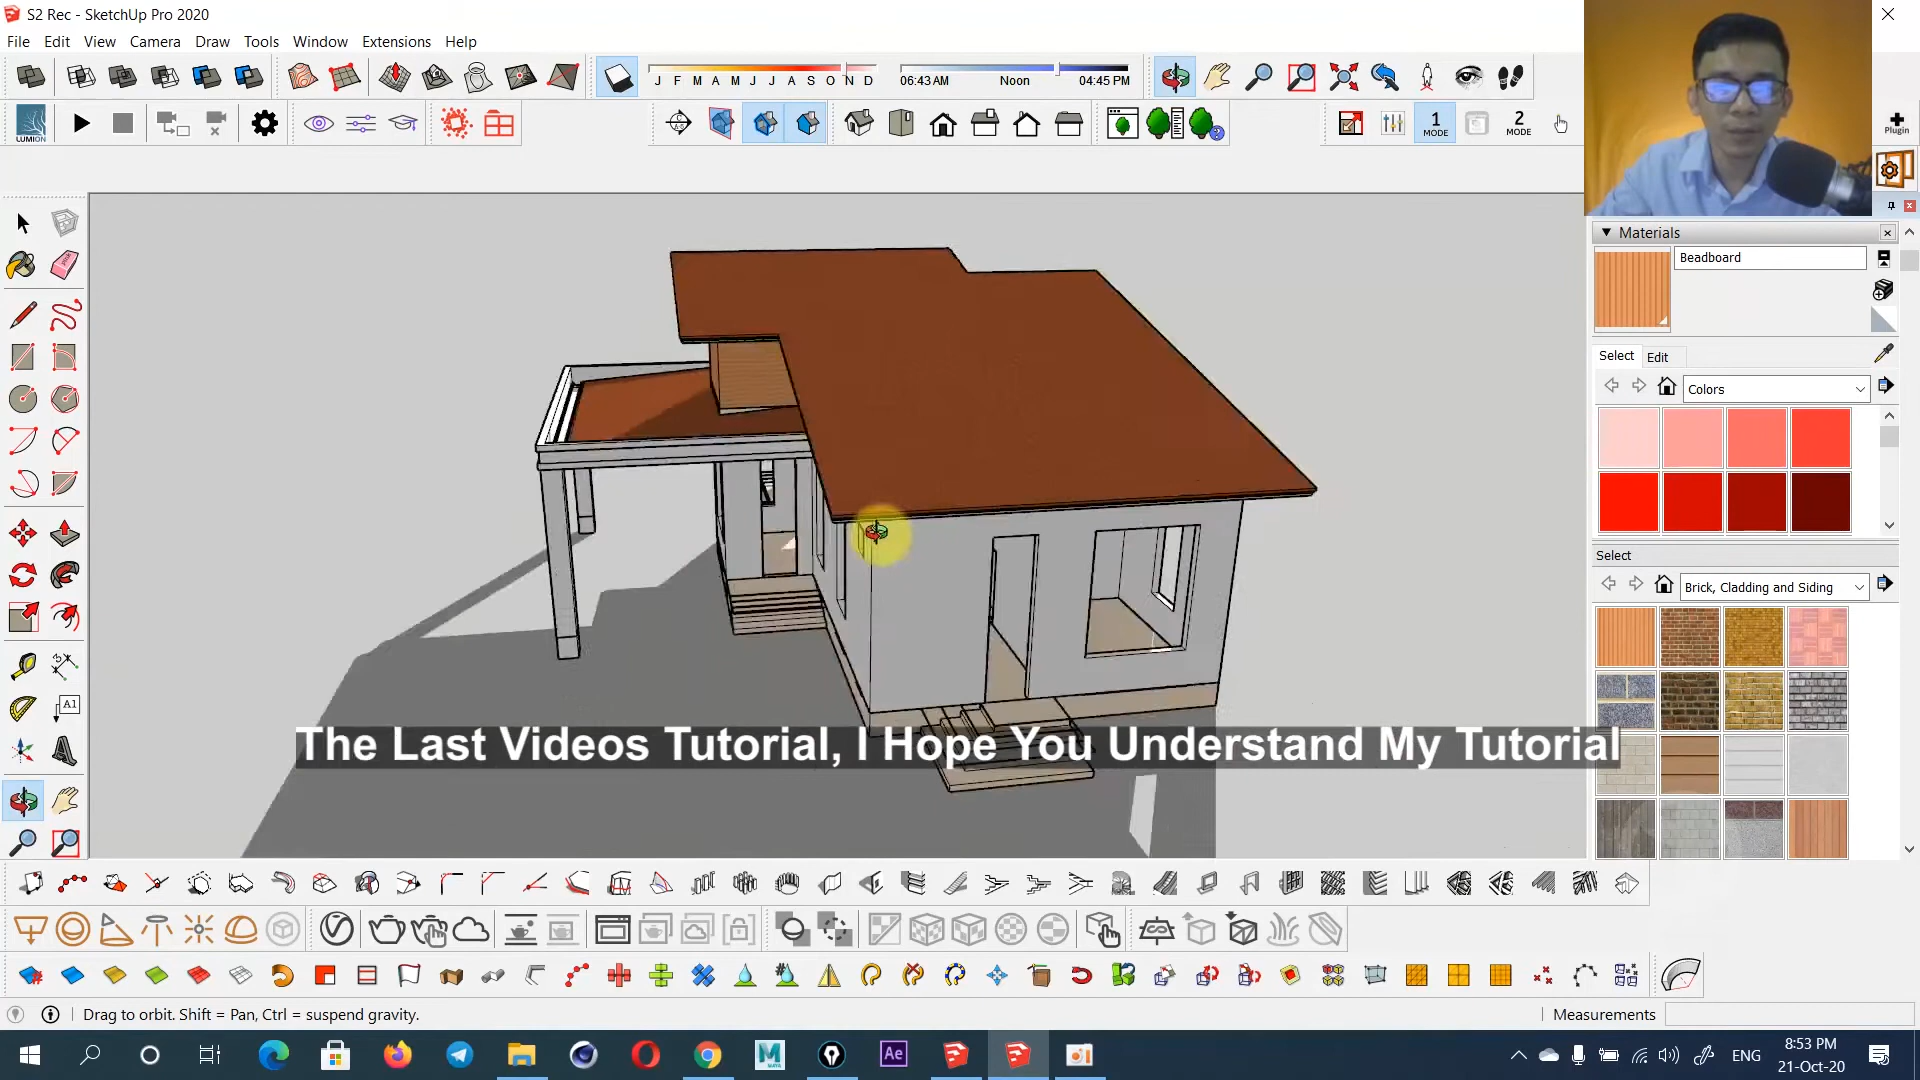 S2 Rec - SketchUp Pro 2020
File Edit View Camera Draw Tools Window Extensions Help
J F M A M J J A S O N D
06:43 AM Noon 04:45 PM
LUMION
1 MODE
2 MODE
Plugin
Materials
Beadboard
Select Edit
Colors
Select
Brick, Cladding and Siding
A1
The Last Videos Tutorial, I Hope You Understand My Tutorial
Drag to orbit. Shift = Pan, Ctrl = suspend gravity.
Measurements
MAYA
Ae
ENG
8:53 PM
21-Oct-20